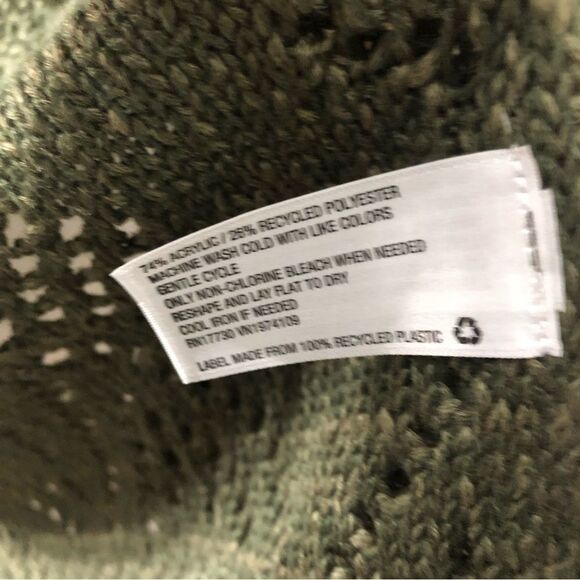 74% ACRYLIC / 26% RECYCLED POLYESTER
MACHINE WASH COLD WITH LIKE COLORS
GENTLE CYCLE
ONLY NON-CHLORINE BLEACH WHEN NEEDED
RESHAPE AND LAY FLAT TO DRY
COOL IRON IF NEEDED
RN17730 VN1974109
LABEL MADE FROM 100% RECYCLED PLASTIC